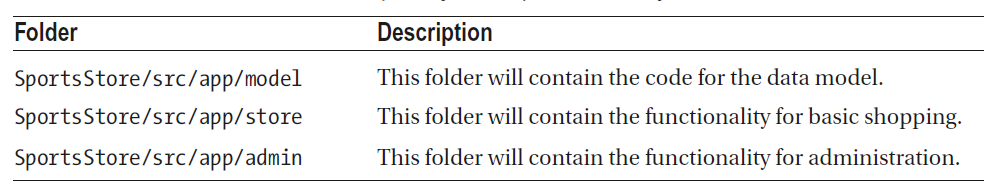 Folder Description
SportsStore/src/app/model This folder will contain the code for the data model.
SportsStore/src/app/store This folder will contain the functionality for basic shopping.
SportsStore/src/app/admin This folder will contain the functionality for administration.